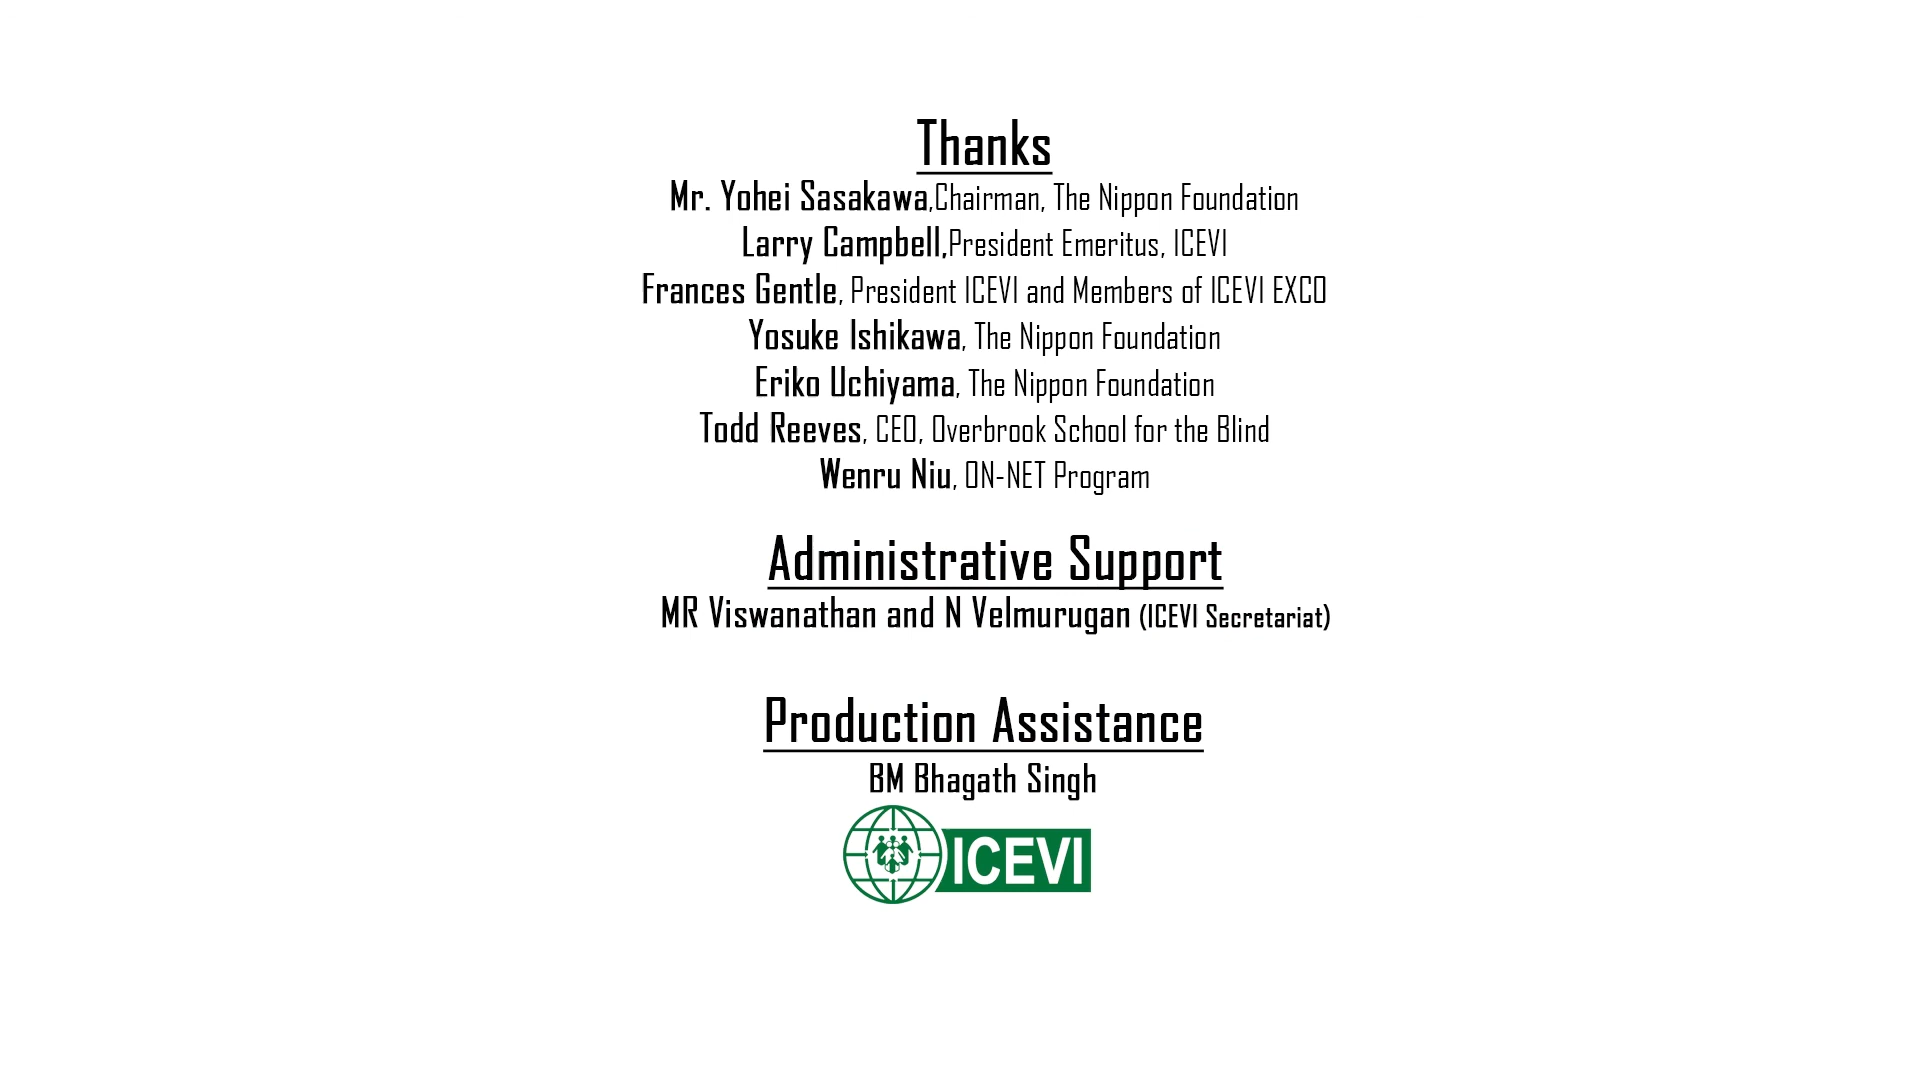 Thanks
Mr. Yohei Sasakawa,Chairman, The Nippon Foundation
Larry Campbell,President Emeritus, ICEVI
Frances Gentle, President ICEVI and Members of ICEVI EXCO
Yosuke Ishikawa, The Nippon Foundation
Eriko Uchiyama, The Nippon Foundation
Todd Reeves, CEO, Overbrook School for the Blind
Wenru Niu, ON-NET Program
Administrative Support
MR Viswanathan and N Velmurugan (ICEVI Secretariat)
Production Assistance
BM Bhagath Singh
ICEVI